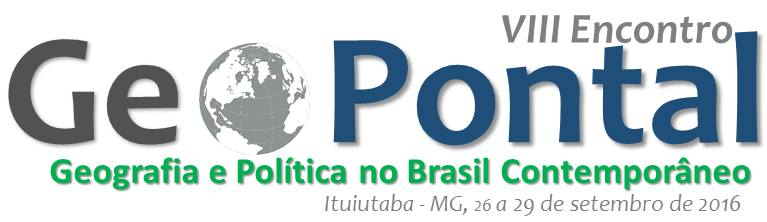 VIII Encontro
Ge Pontal
Geografia e Política no Brasil Contemporâneo
Ituiutaba - MG, 26 a 29 de setembro de 2016